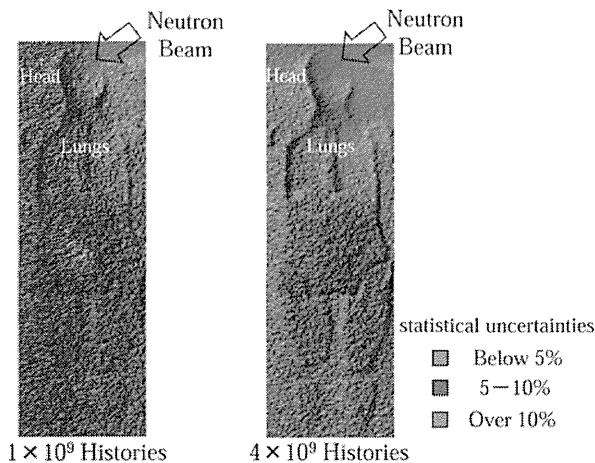 Neutron
Beam
Head
Lungs
1×10⁹ Histories
Neutron
Beam
Head
Lungs
4×10⁹ Histories
statistical uncertainties
Below 5%
5−10%
Over 10%